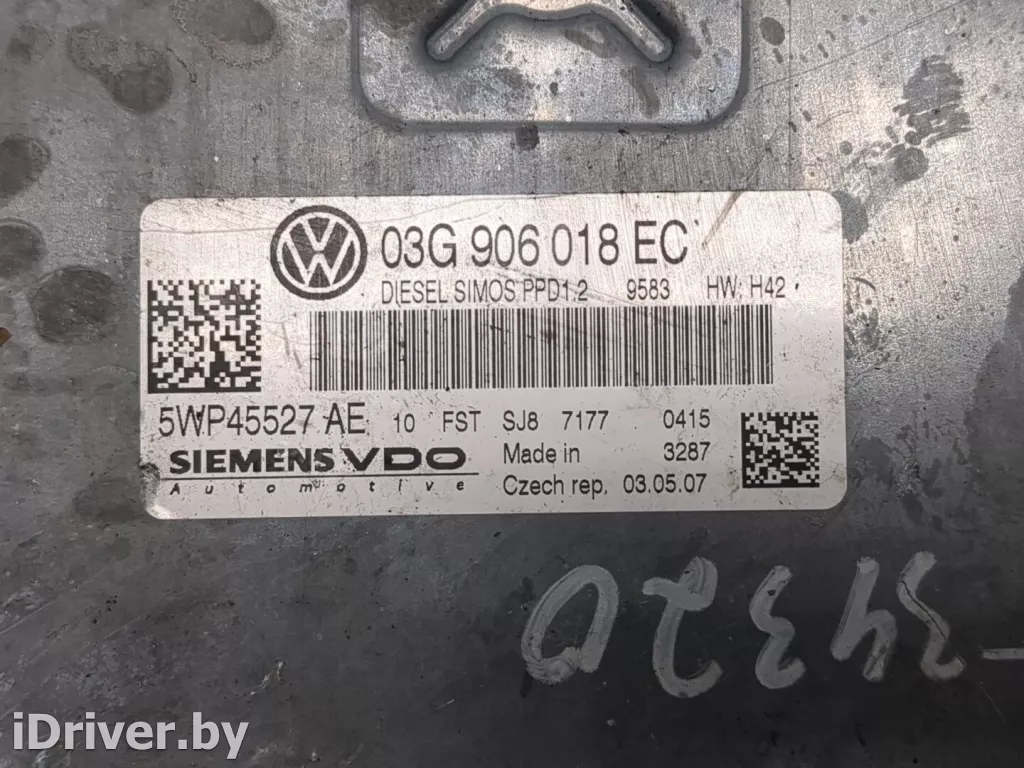 03G 906 018 EC
DIESEL SIMOS PPD1.2 9583 HW: H42
5WP45527 AE 10 FST SJ8 7177 0415
SIEMENS VDO Made in 3287
Automotive Czech rep. 03.05.07
iDriver.by